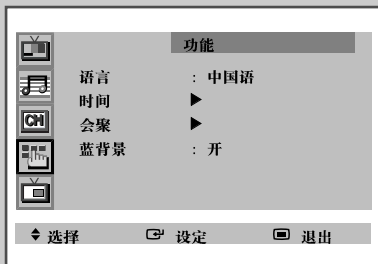 功能
语言 : 中国语
时间 ▶
会聚 ▶
CH
蓝背景 : 开
选择 设定 退出